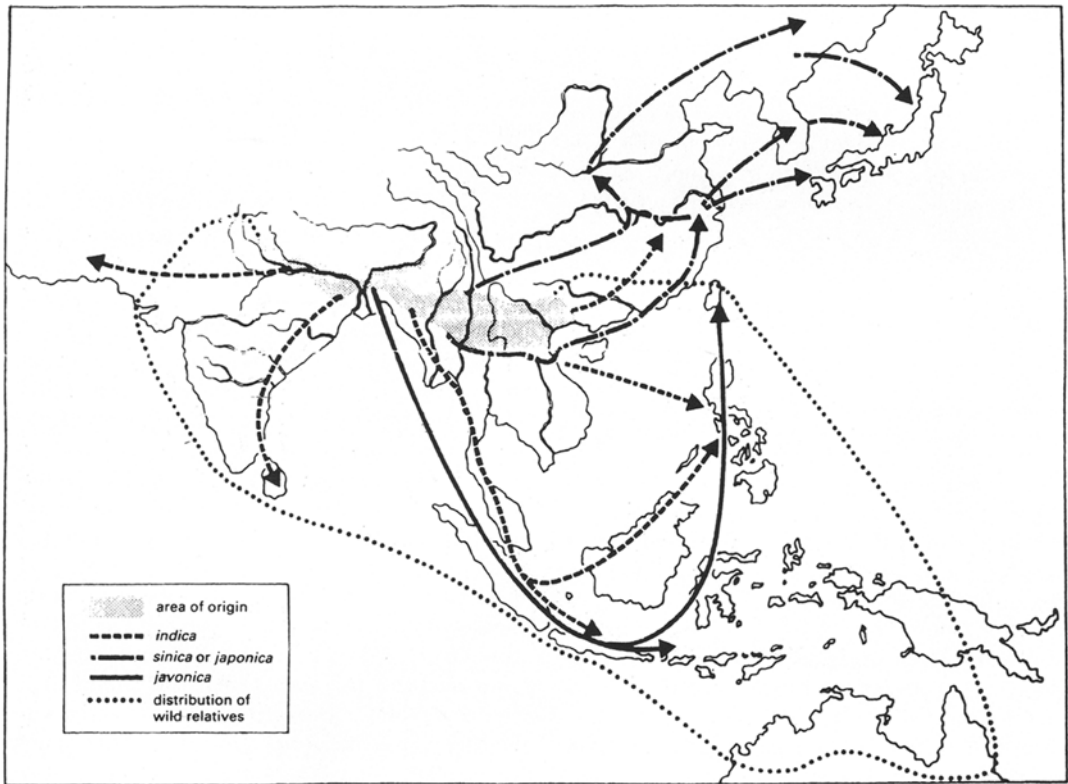 area of origin
indica
sinica or japonica
javonica
distribution of
wild relatives